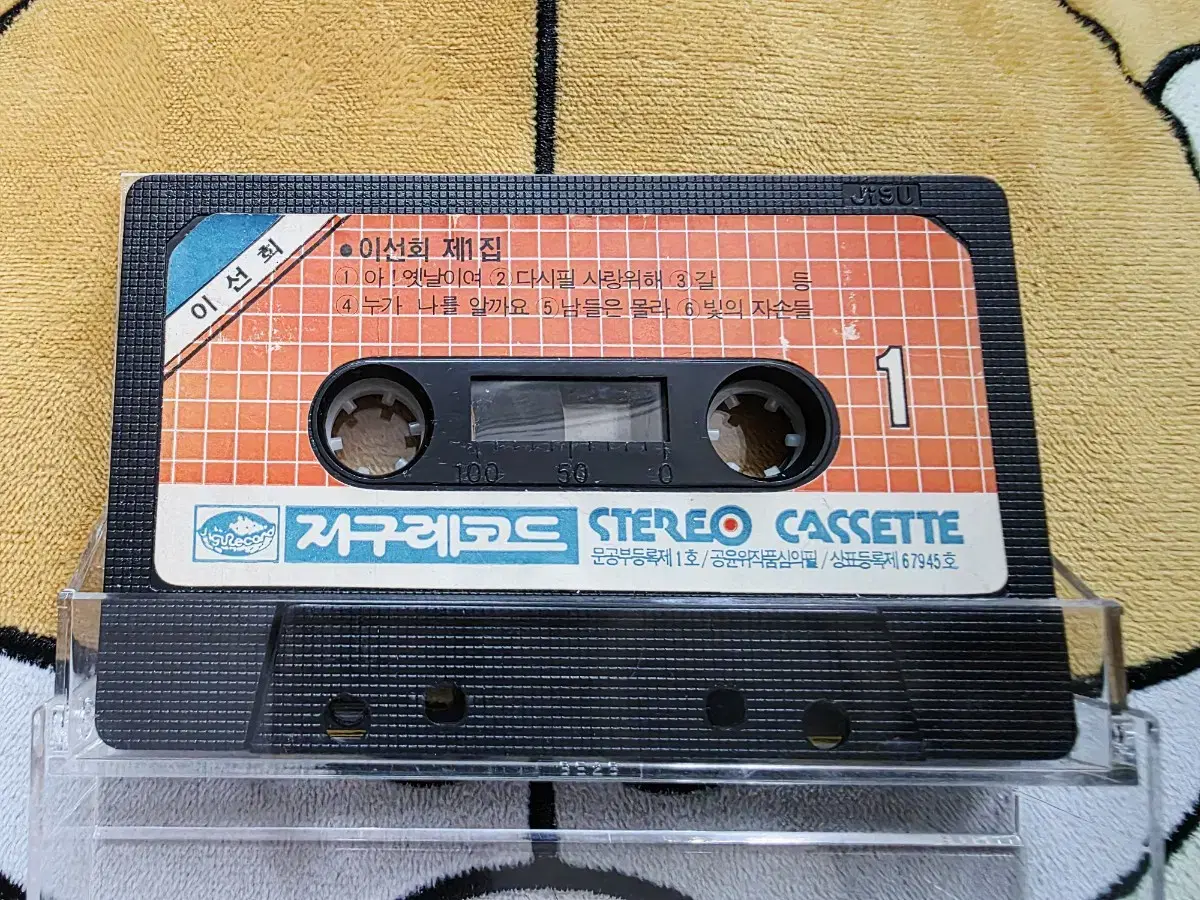 JIGU
이선희
● 이선희 제1집
① 아! 옛날이여 ② 다시필 사랑위해 ③ 갈 등
④ 누가 나를 알까요 ⑤ 남들은 몰라 ⑥ 빛의 자손들
1
100 50 0
JiguRecord 지구레코드 STEREO CASSETTE
문공부등록제1호/공윤위작품심의필/상표등록제67945호